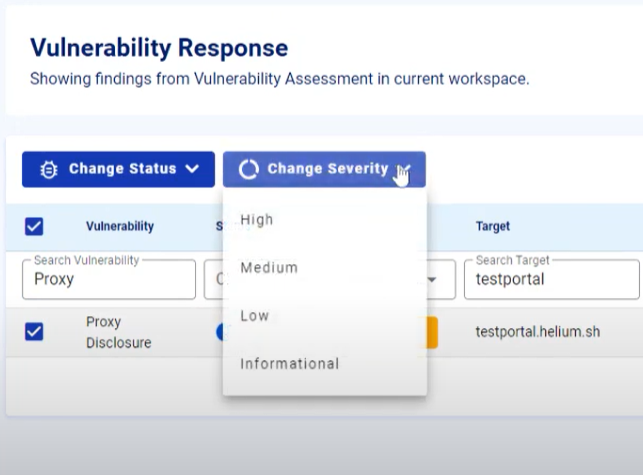 Vulnerability Response
Showing findings from Vulnerability Assessment in current workspace.
Change Status
Change Severity
High
Medium
Low
Informational
Vulnerability
Target
Search Vulnerability
Proxy
Search Target
testportal
Proxy
Disclosure
testportal.helium.sh